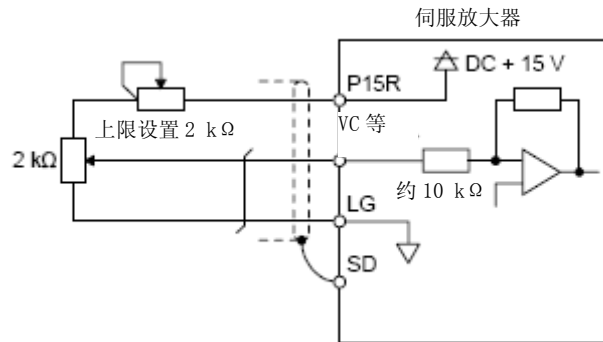 伺服放大器
P15R
DC + 15 V
上限设置 2 kΩ
VC 等
2 kΩ
约 10 kΩ
LG
SD